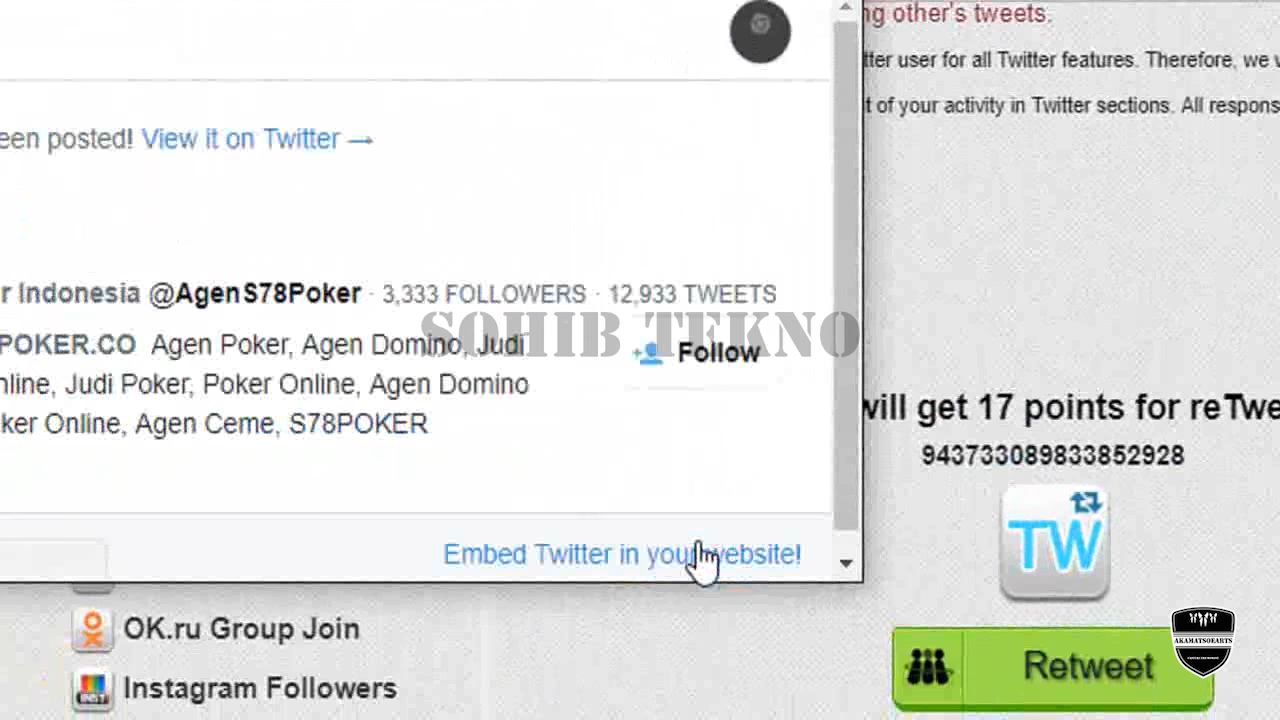 een posted! View it on Twitter →
r Indonesia @AgenS78Poker · 3,333 FOLLOWERS · 12,933 TWEETS
POKER.CO Agen Poker, Agen Domino, Judi
nline, Judi Poker, Poker Online, Agen Domino
ker Online, Agen Ceme, S78POKER
Follow
SOHIB TEKNO
Embed Twitter in your website!
ng other's tweets.
tter user for all Twitter features. Therefore, we w
t of your activity in Twitter sections. All respons
will get 17 points for reTwe
943733089833852928
TW
Retweet
OK.ru Group Join
INST
Instagram Followers
AKAMATSOEARTS